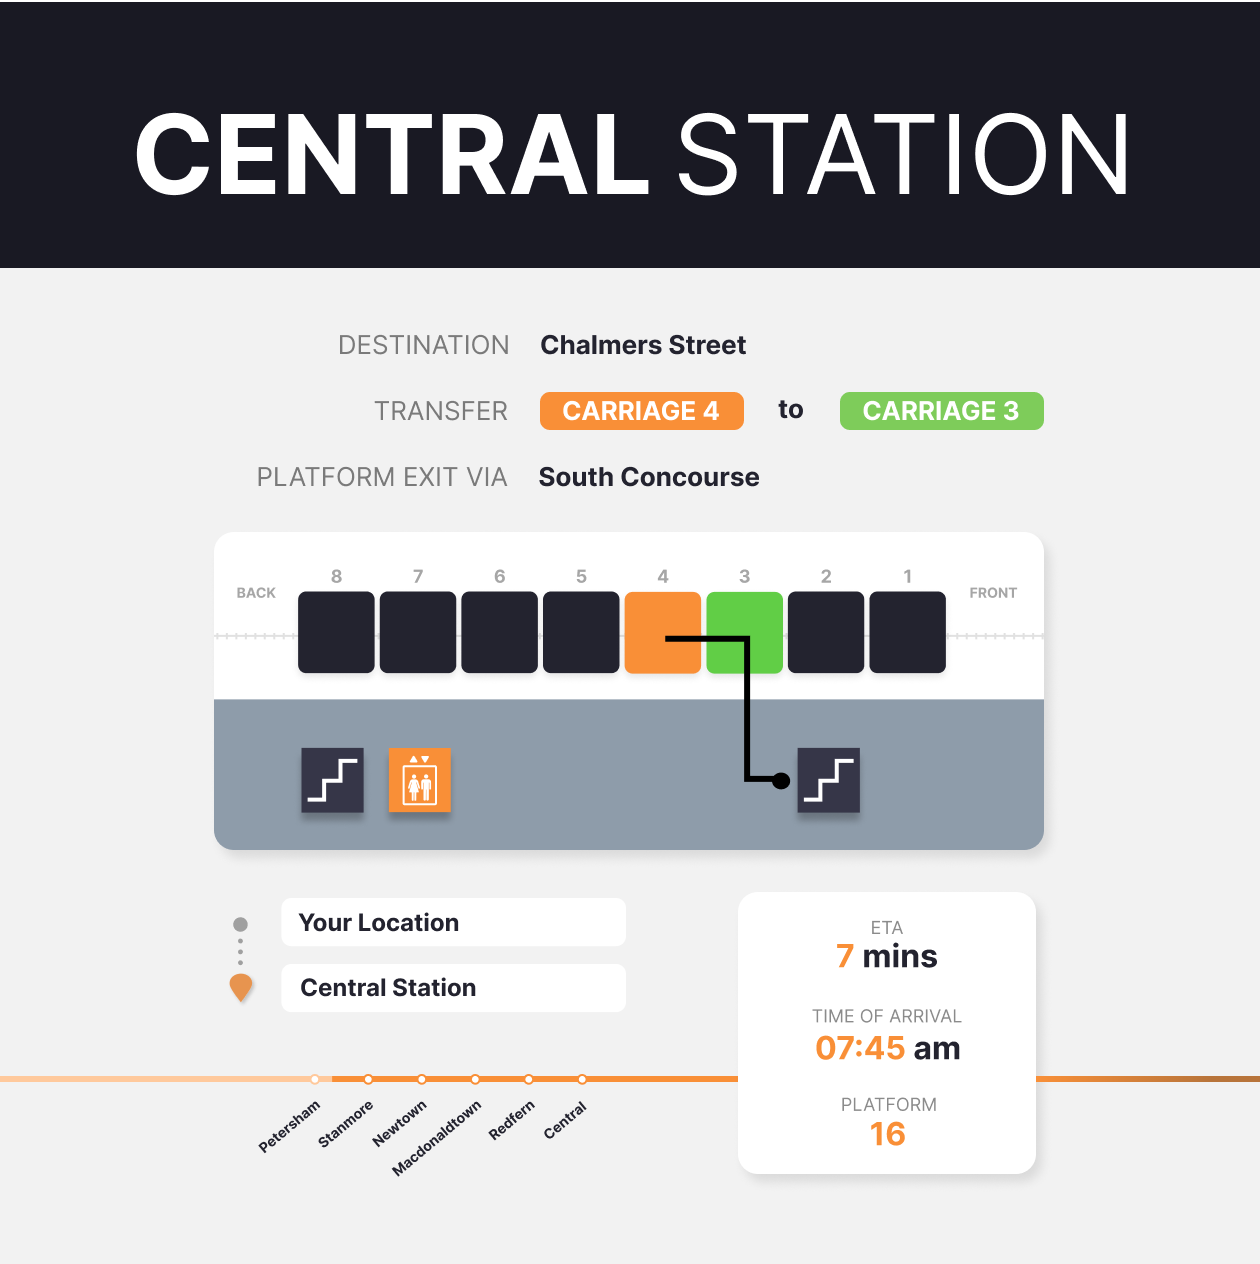 CENTRAL STATION
DESTINATION Chalmers Street
TRANSFER CARRIAGE 4 to CARRIAGE 3
PLATFORM EXIT VIA South Concourse
8 7 6 5 4 3 2 1
BACK FRONT
Your Location
Central Station
ETA
7 mins
TIME OF ARRIVAL
07:45 am
PLATFORM
16
Petersham
Stanmore
Newtown
Macdonaldtown
Redfern
Central